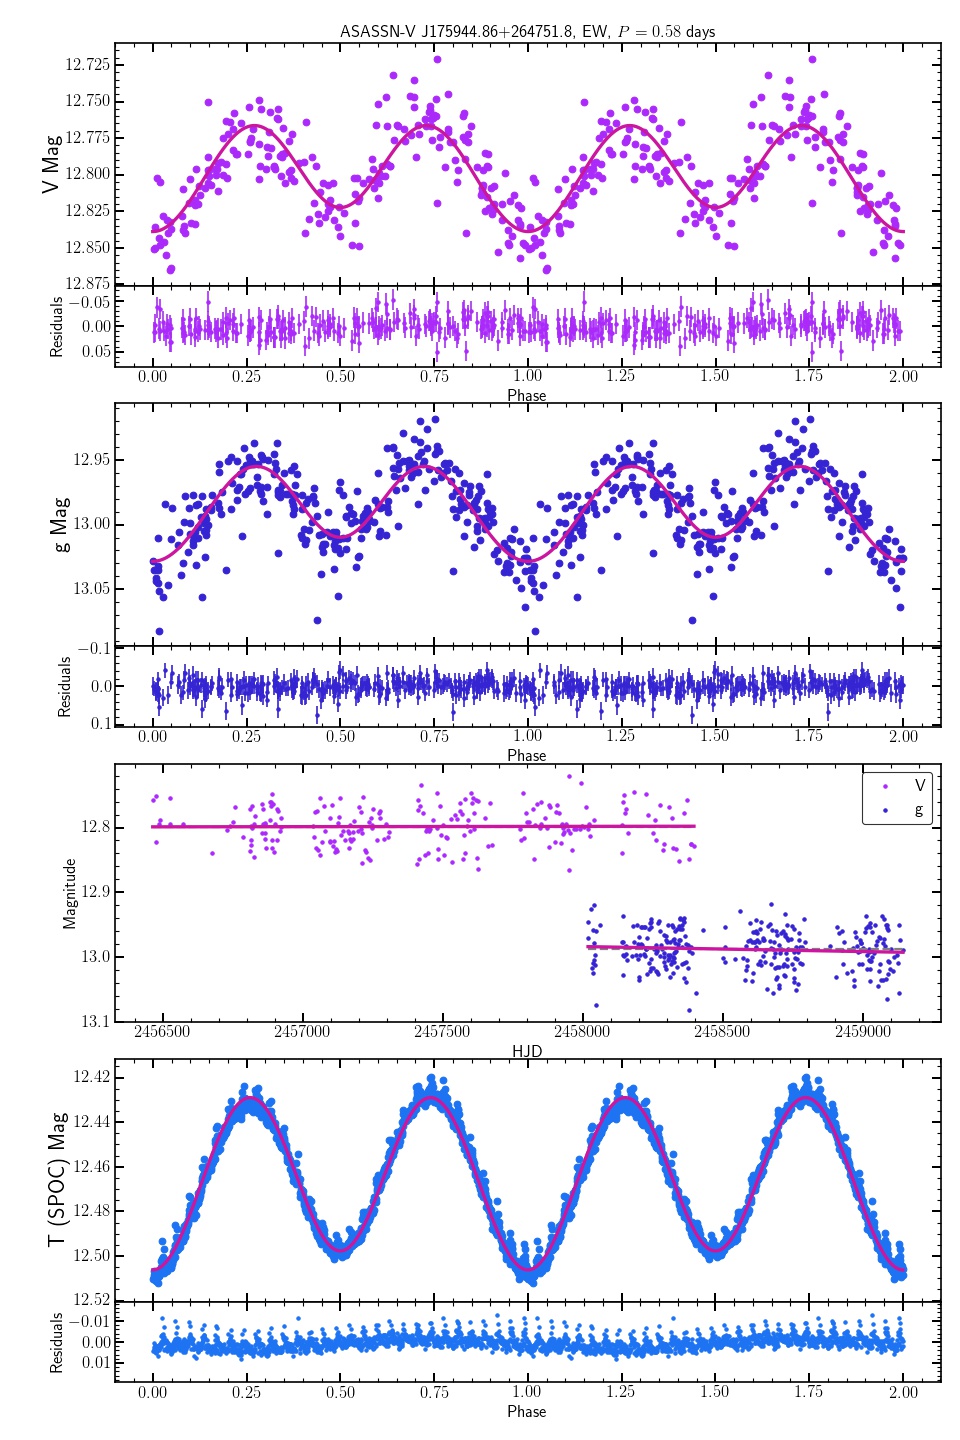 ASASSN-V J175944.86+264751.8, EW, P = 0.58 days
12.725
12.750
12.775
12.800
12.825
12.850
12.875
V Mag
−0.05
0.00
0.05
Residuals
0.00 0.25 0.50 0.75 1.00 1.25 1.50 1.75 2.00
Phase
12.95
13.00
13.05
g Mag
−0.1
0.0
0.1
Residuals
0.00 0.25 0.50 0.75 1.00 1.25 1.50 1.75 2.00
Phase
V
g
12.8
12.9
13.0
13.1
Magnitude
2456500 2457000 2457500 2458000 2458500 2459000
HJD
12.42
12.44
12.46
12.48
12.50
12.52
T (SPOC) Mag
−0.01
0.00
0.01
Residuals
0.00 0.25 0.50 0.75 1.00 1.25 1.50 1.75 2.00
Phase